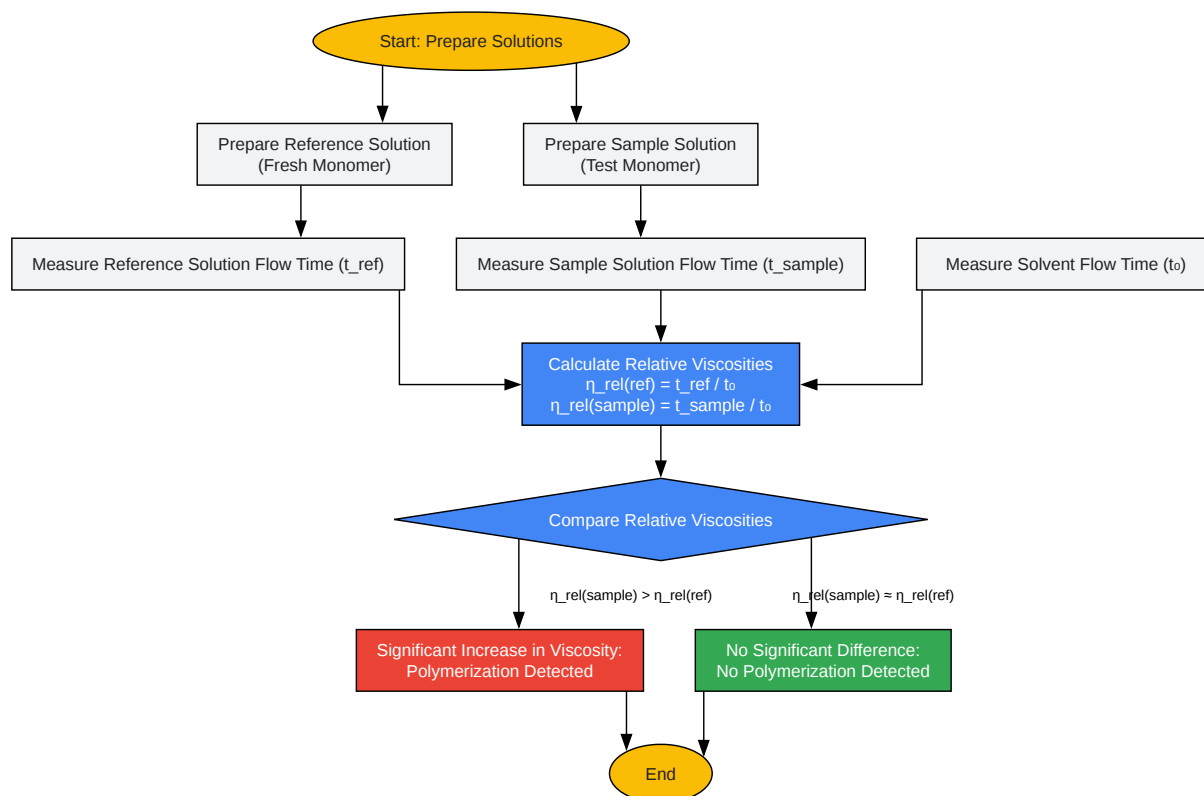 Start: Prepare Solutions
Prepare Reference Solution
(Fresh Monomer)
Prepare Sample Solution
(Test Monomer)
Measure Reference Solution Flow Time (t_ref)
Measure Sample Solution Flow Time (t_sample)
Measure Solvent Flow Time (t₀)
Calculate Relative Viscosities
η_rel(ref) = t_ref / t₀
η_rel(sample) = t_sample / t₀
Compare Relative Viscosities
η_rel(sample) > η_rel(ref)
η_rel(sample) ≈ η_rel(ref)
Significant Increase in Viscosity:
Polymerization Detected
No Significant Difference:
No Polymerization Detected
End